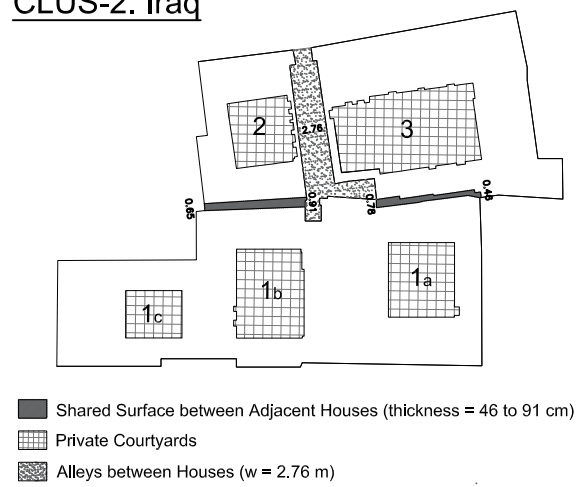 CLUS-2. Iraq
2
2.76
3
0.65
0.91
0.78
0.45
1a
1b
1c
Shared Surface between Adjacent Houses (thickness = 46 to 91 cm)
Private Courtyards
Alleys between Houses (w = 2.76 m)